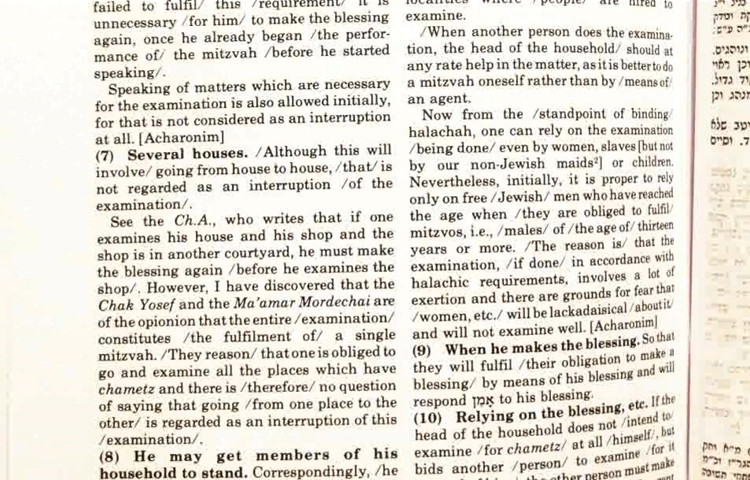 failed to fulfil/ this /requirement/ it is
unnecessary /for him/ to make the blessing
again, once he already began /the perfor-
mance of/ the mitzvah /before he started
speaking/.
Speaking of matters which are necessary
for the examination is also allowed initially,
for that is not considered as an interruption
at all. [Acharonim]
(7) Several houses. /Although this will
involve/ going from house to house, /that/ is
not regarded as an interruption /of the
examination/.
See the Ch.A., who writes that if one
examines his house and his shop and the
shop is in another courtyard, he must make
the blessing again /before he examines the
shop/. However, I have discovered that the
Chak Yosef and the Ma'amar Mordechai are
of the opionion that the entire /examination/
constitutes /the fulfilment of/ a single
mitzvah. /They reason/ that one is obliged to
go and examine all the places which have
chametz and there is /therefore/ no question
of saying that going /from one place to the
other/ is regarded as an interruption of this
/examination/.
(8) He may get members of his
household to stand. Correspondingly, /he
localities where /people/ are hired to
examine.
/When another person does the examina-
tion, the head of the household/ should at
any rate help in the matter, as it is better to do
a mitzvah oneself rather than by /means of/
an agent.
Now from the /standpoint of binding/
halachah, one can rely on the examination
/being done/ even by women, slaves [but not
by our non-Jewish maids²] or children.
Nevertheless, initially, it is proper to rely
only on free /Jewish/ men who have reached
the age when /they are obliged to fulfil/
mitzvos, i.e., /males/ of /the age of/ thirteen
years or more. /The reason is/ that the
examination, /if done/ in accordance with
halachic requirements, involves a lot of
exertion and there are grounds for fear that
/women, etc./ will be lackadaisical /about it/
and will not examine well. [Acharonim]
(9) When he makes the blessing. So that
they will fulfil /their obligation to make a
blessing/ by means of his blessing and will
respond אָמֵן to his blessing.
(10) Relying on the blessing, etc. If the
head of the household does not /intend to/
examine /for chametz/ at all /himself/, but
bids another /person/ to examine /for it
other person must make